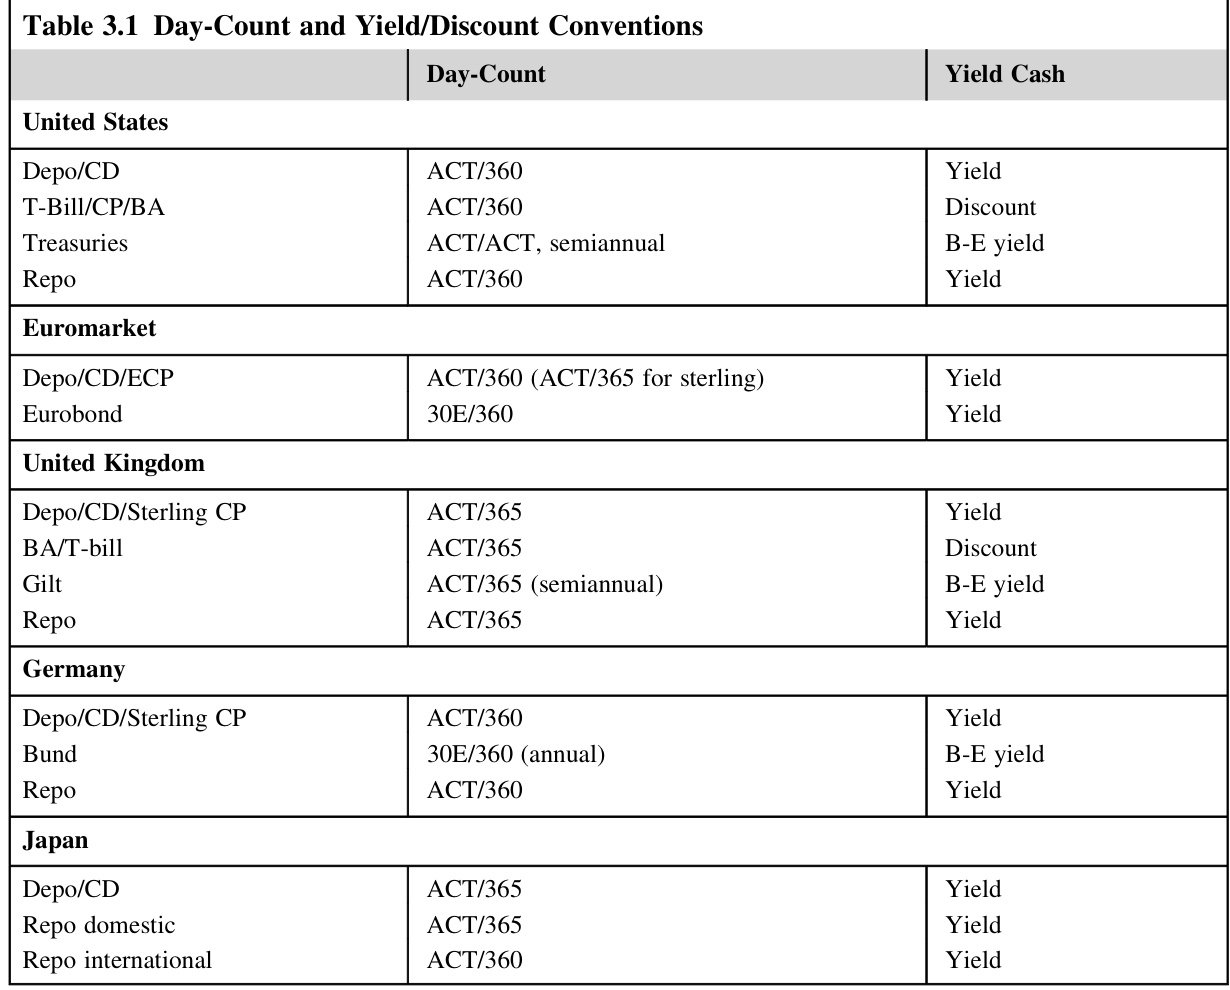 Table 3.1 Day-Count and Yield/Discount Conventions
Day-Count Yield Cash
United States
Depo/CD ACT/360 Yield
T-Bill/CP/BA ACT/360 Discount
Treasuries ACT/ACT, semiannual B-E yield
Repo ACT/360 Yield
Euromarket
Depo/CD/ECP ACT/360 (ACT/365 for sterling) Yield
Eurobond 30E/360 Yield
United Kingdom
Depo/CD/Sterling CP ACT/365 Yield
BA/T-bill ACT/365 Discount
Gilt ACT/365 (semiannual) B-E yield
Repo ACT/365 Yield
Germany
Depo/CD/Sterling CP ACT/360 Yield
Bund 30E/360 (annual) B-E yield
Repo ACT/360 Yield
Japan
Depo/CD ACT/365 Yield
Repo domestic ACT/365 Yield
Repo international ACT/360 Yield